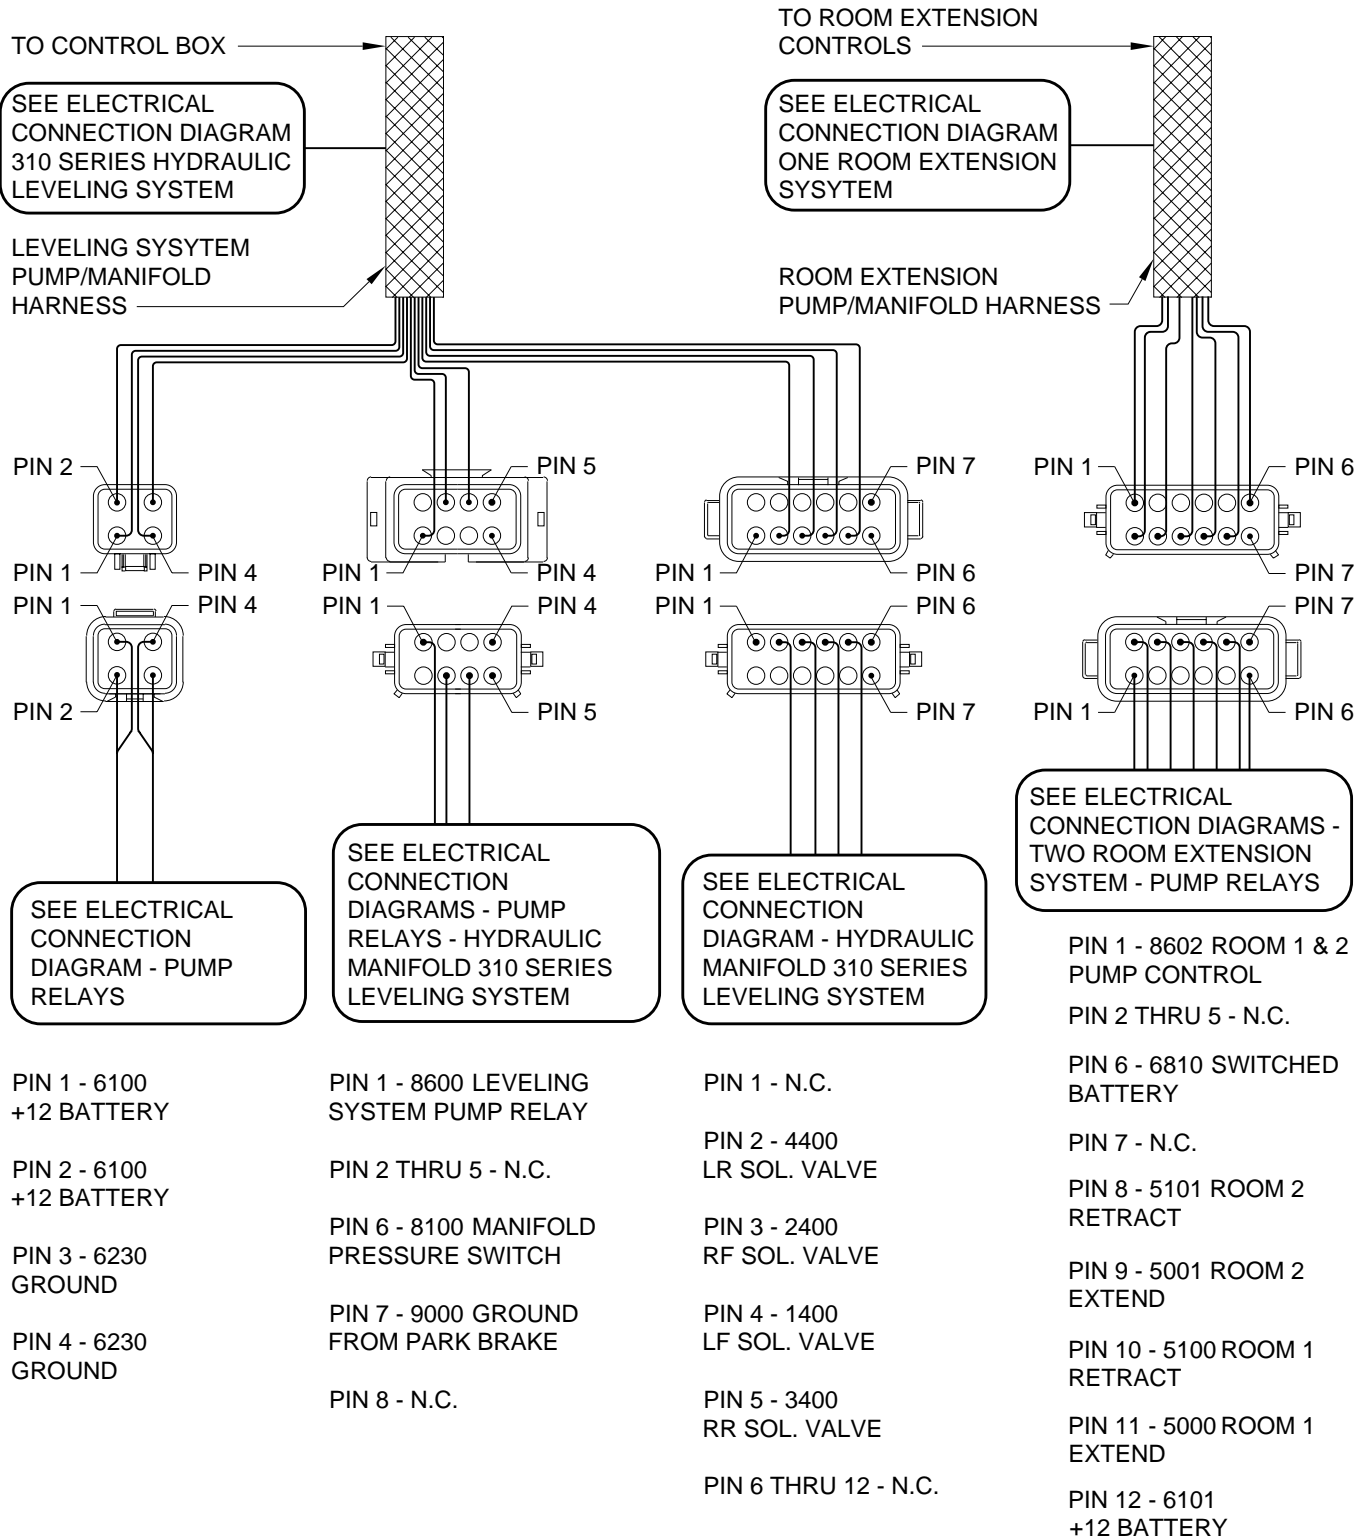 TO CONTROL BOX
SEE ELECTRICAL
CONNECTION DIAGRAM
310 SERIES HYDRAULIC
LEVELING SYSTEM
LEVELING SYSYTEM
PUMP/MANIFOLD
HARNESS
TO ROOM EXTENSION
CONTROLS
SEE ELECTRICAL
CONNECTION DIAGRAM
ONE ROOM EXTENSION
SYSYTEM
ROOM EXTENSION
PUMP/MANIFOLD HARNESS
PIN 2
PIN 1
PIN 4
PIN 1
PIN 4
PIN 2
PIN 5
PIN 1
PIN 4
PIN 1
PIN 4
PIN 5
PIN 7
PIN 1
PIN 6
PIN 1
PIN 6
PIN 7
PIN 1
PIN 6
PIN 7
PIN 7
PIN 1
PIN 6
SEE ELECTRICAL
CONNECTION
DIAGRAM - PUMP
RELAYS
SEE ELECTRICAL
CONNECTION
DIAGRAMS - PUMP
RELAYS - HYDRAULIC
MANIFOLD 310 SERIES
LEVELING SYSTEM
SEE ELECTRICAL
CONNECTION
DIAGRAM - HYDRAULIC
MANIFOLD 310 SERIES
LEVELING SYSTEM
SEE ELECTRICAL
CONNECTION DIAGRAMS -
TWO ROOM EXTENSION
SYSTEM - PUMP RELAYS
PIN 1 - 6100
+12 BATTERY
PIN 2 - 6100
+12 BATTERY
PIN 3 - 6230
GROUND
PIN 4 - 6230
GROUND
PIN 1 - 8600 LEVELING
SYSTEM PUMP RELAY
PIN 2 THRU 5 - N.C.
PIN 6 - 8100 MANIFOLD
PRESSURE SWITCH
PIN 7 - 9000 GROUND
FROM PARK BRAKE
PIN 8 - N.C.
PIN 1 - N.C.
PIN 2 - 4400
LR SOL. VALVE
PIN 3 - 2400
RF SOL. VALVE
PIN 4 - 1400
LF SOL. VALVE
PIN 5 - 3400
RR SOL. VALVE
PIN 6 THRU 12 - N.C.
PIN 1 - 8602 ROOM 1 & 2
PUMP CONTROL
PIN 2 THRU 5 - N.C.
PIN 6 - 6810 SWITCHED
BATTERY
PIN 7 - N.C.
PIN 8 - 5101 ROOM 2
RETRACT
PIN 9 - 5001 ROOM 2
EXTEND
PIN 10 - 5100 ROOM 1
RETRACT
PIN 11 - 5000 ROOM 1
EXTEND
PIN 12 - 6101
+12 BATTERY